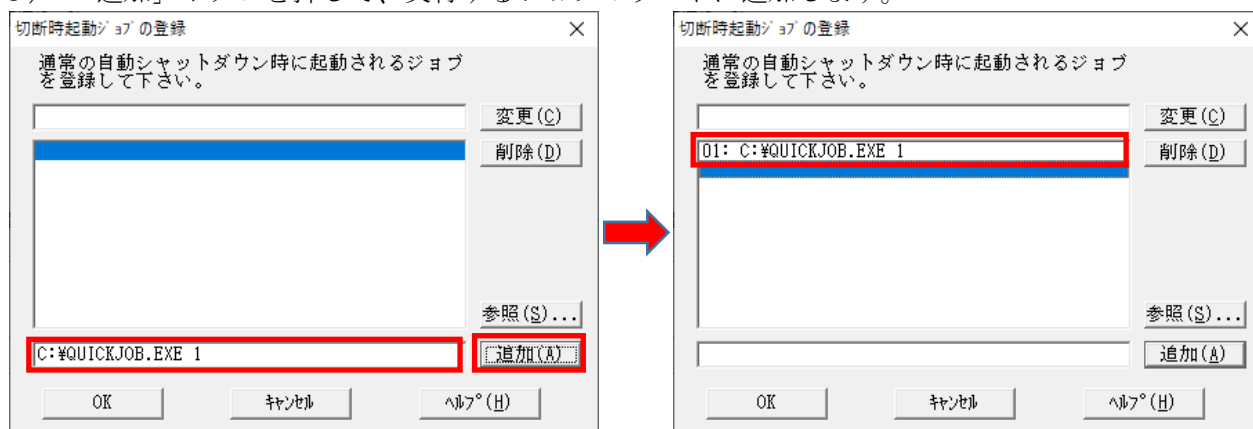 切断時起動ｼﾞｮﾌﾞの登録
通常の自動シャットダウン時に起動されるジョブ
を登録して下さい。
変更(C)
削除(D)
参照(S)...
C:¥QUICKJOB.EXE 1
追加(A)
OK
ｷｬﾝｾﾙ
ﾍﾙﾌﾟ(H)
切断時起動ｼﾞｮﾌﾞの登録
通常の自動シャットダウン時に起動されるジョブ
を登録して下さい。
変更(C)
01: C:¥QUICKJOB.EXE 1
削除(D)
参照(S)...
追加(A)
OK
ｷｬﾝｾﾙ
ﾍﾙﾌﾟ(H)